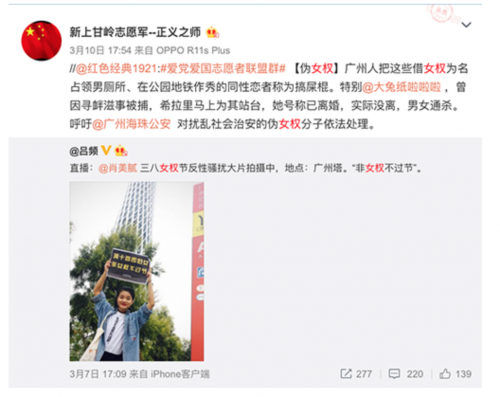 新上甘岭志愿军--正义之师
3月10日 17:54 来自 OPPO R11s Plus
//@红色经典1921:#爱党爱国志愿者联盟群# 【伪女权】广州人把这些借女权为名
占领男厕所、在公园地铁作秀的同性恋者称为搞屎棍。特别@大兔纸啦啦啦 ，曾
因寻衅滋事被捕，希拉里马上为其站台，她号称已离婚，实际没离，男女通杀。
呼吁@广州海珠公安 对扰乱社会治安的伪女权分子依法处理。
@吕频
直播：@肖美腻 三八女权节反性骚扰大片拍摄中，地点：广州塔。“非女权不过节”。
3月7日 17:09 来自 iPhone客户端
277
220
139